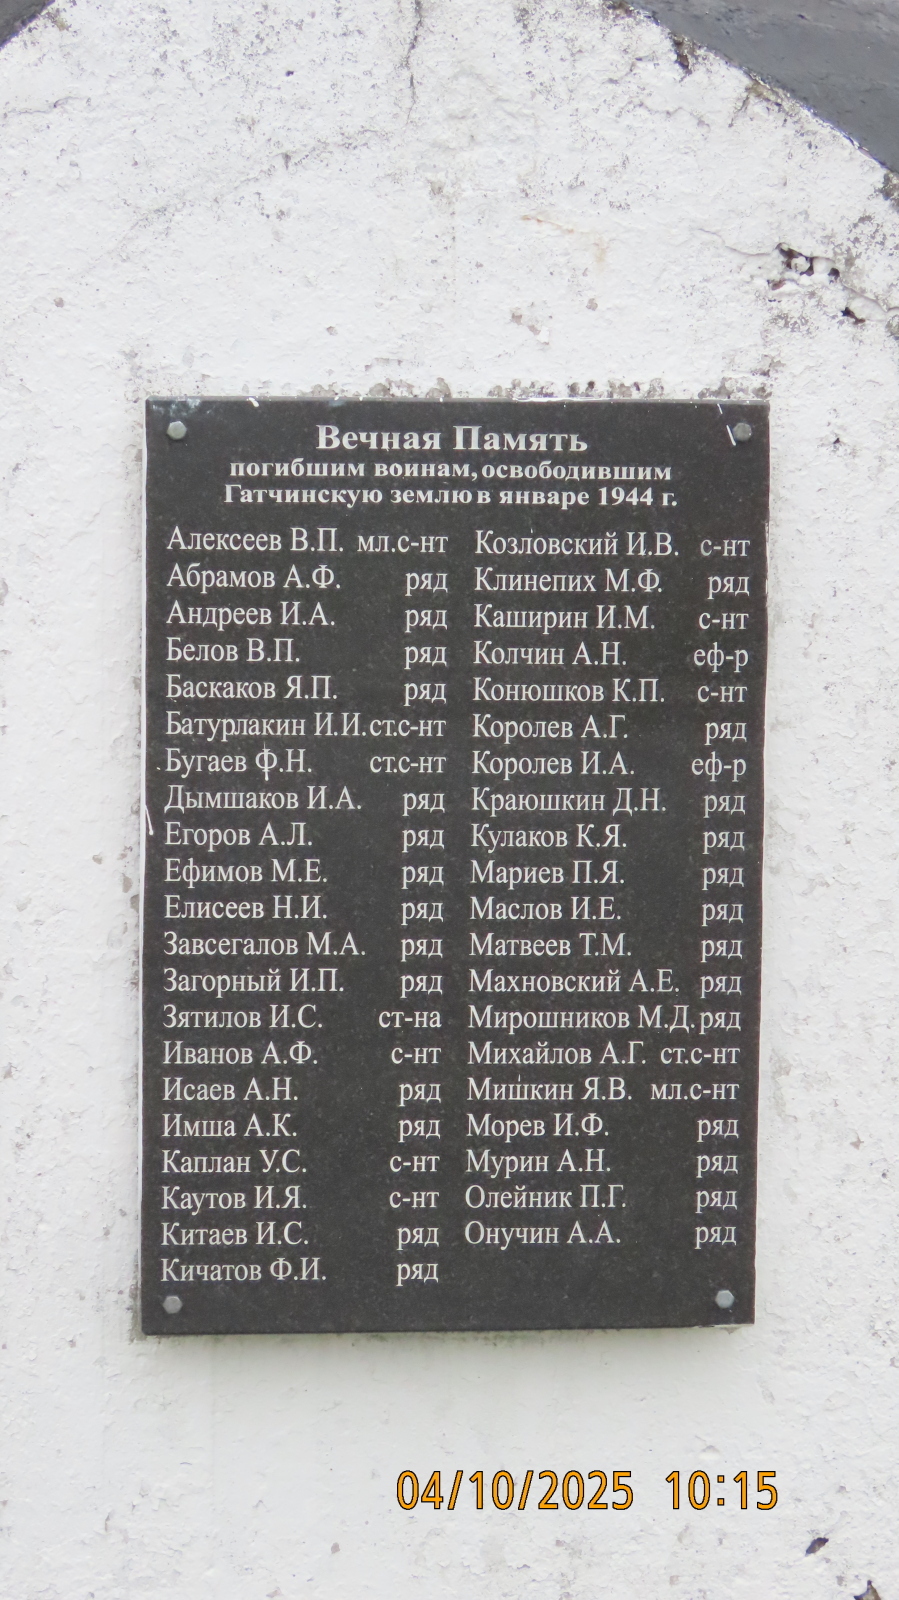 Вечная Память
погибшим воинам, освободившим
Гатчинскую землю в январе 1944 г.
Алексеев В.П. мл.с-нт
Абрамов А.Ф. ряд
Андреев И.А. ряд
Белов В.П. ряд
Баскаков Я.П. ряд
Батурлакин И.И. ст.с-нт
Бугаев Ф.Н. ст.с-нт
Дымшаков И.А. ряд
Егоров А.Л. ряд
Ефимов М.Е. ряд
Елисеев Н.И. ряд
Завсегалов М.А. ряд
Загорный И.П. ряд
Зятилов И.С. ст-на
Иванов А.Ф. с-нт
Исаев А.Н. ряд
Имша А.К. ряд
Каплан У.С. с-нт
Каутов И.Я. с-нт
Китаев И.С. ряд
Кичатов Ф.И. ряд
Козловский И.В. с-нт
Клинепих М.Ф. ряд
Каширин И.М. с-нт
Колчин А.Н. еф-р
Конюшков К.П. с-нт
Королев А.Г. ряд
Королев И.А. еф-р
Краюшкин Д.Н. ряд
Кулаков К.Я. ряд
Мариев П.Я. ряд
Маслов И.Е. ряд
Матвеев Т.М. ряд
Махновский А.Е. ряд
Мирошников М.Д. ряд
Михайлов А.Г. ст.с-нт
Мишкин Я.В. мл.с-нт
Морев И.Ф. ряд
Мурин А.Н. ряд
Олейник П.Г. ряд
Онучин А.А. ряд
04/10/2025 10:15